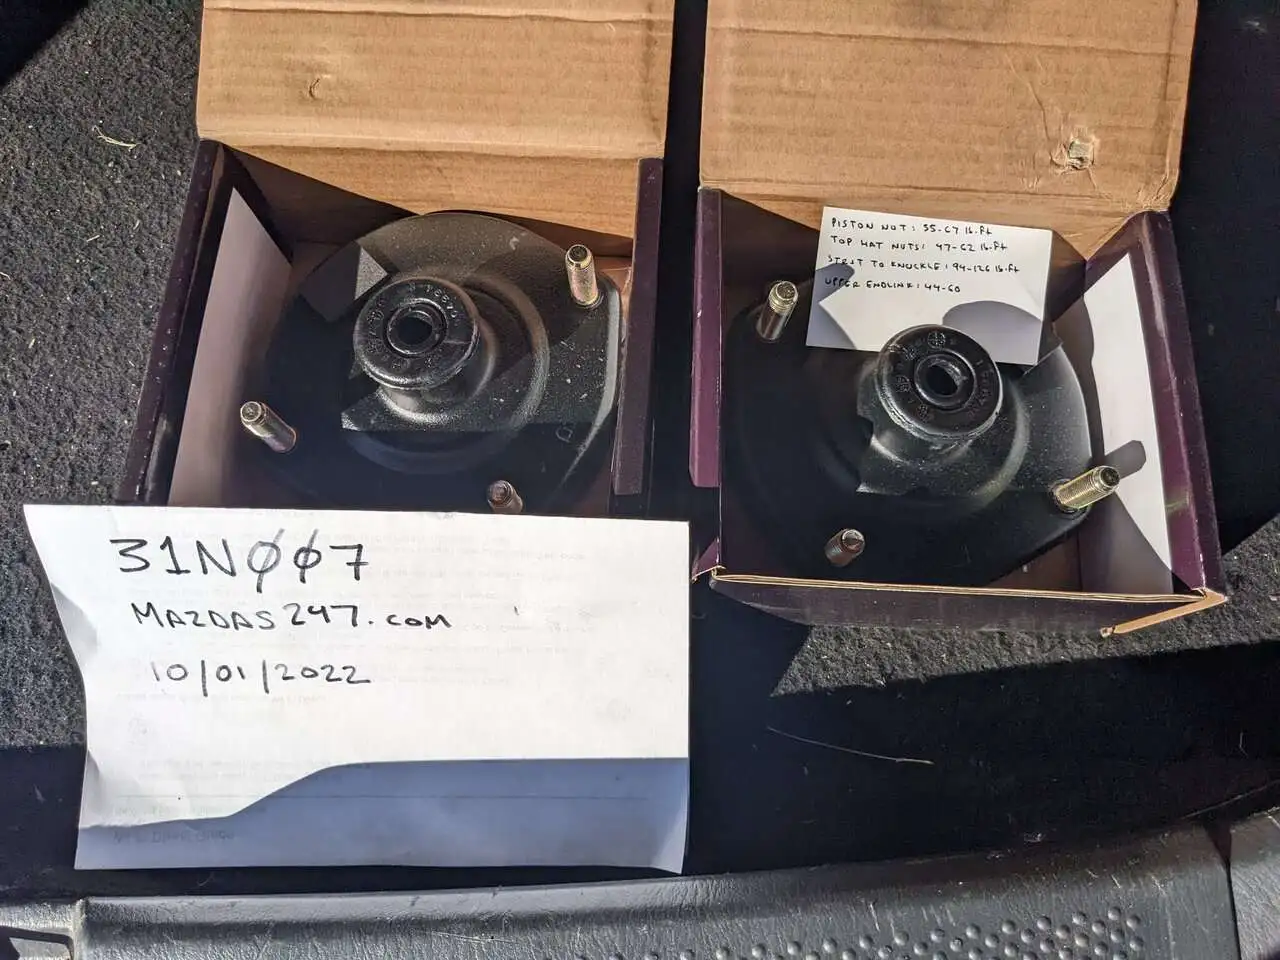 31N007
MAZDAS247.COM
10/01/2022
PISTON NUT: 55-67 lb.ft
TOP HAT NUTS: 47-62 lb-ft
STRUT TO KNUCKLE: 94-126 lb-ft
UPPER ENDLINK: 44-60